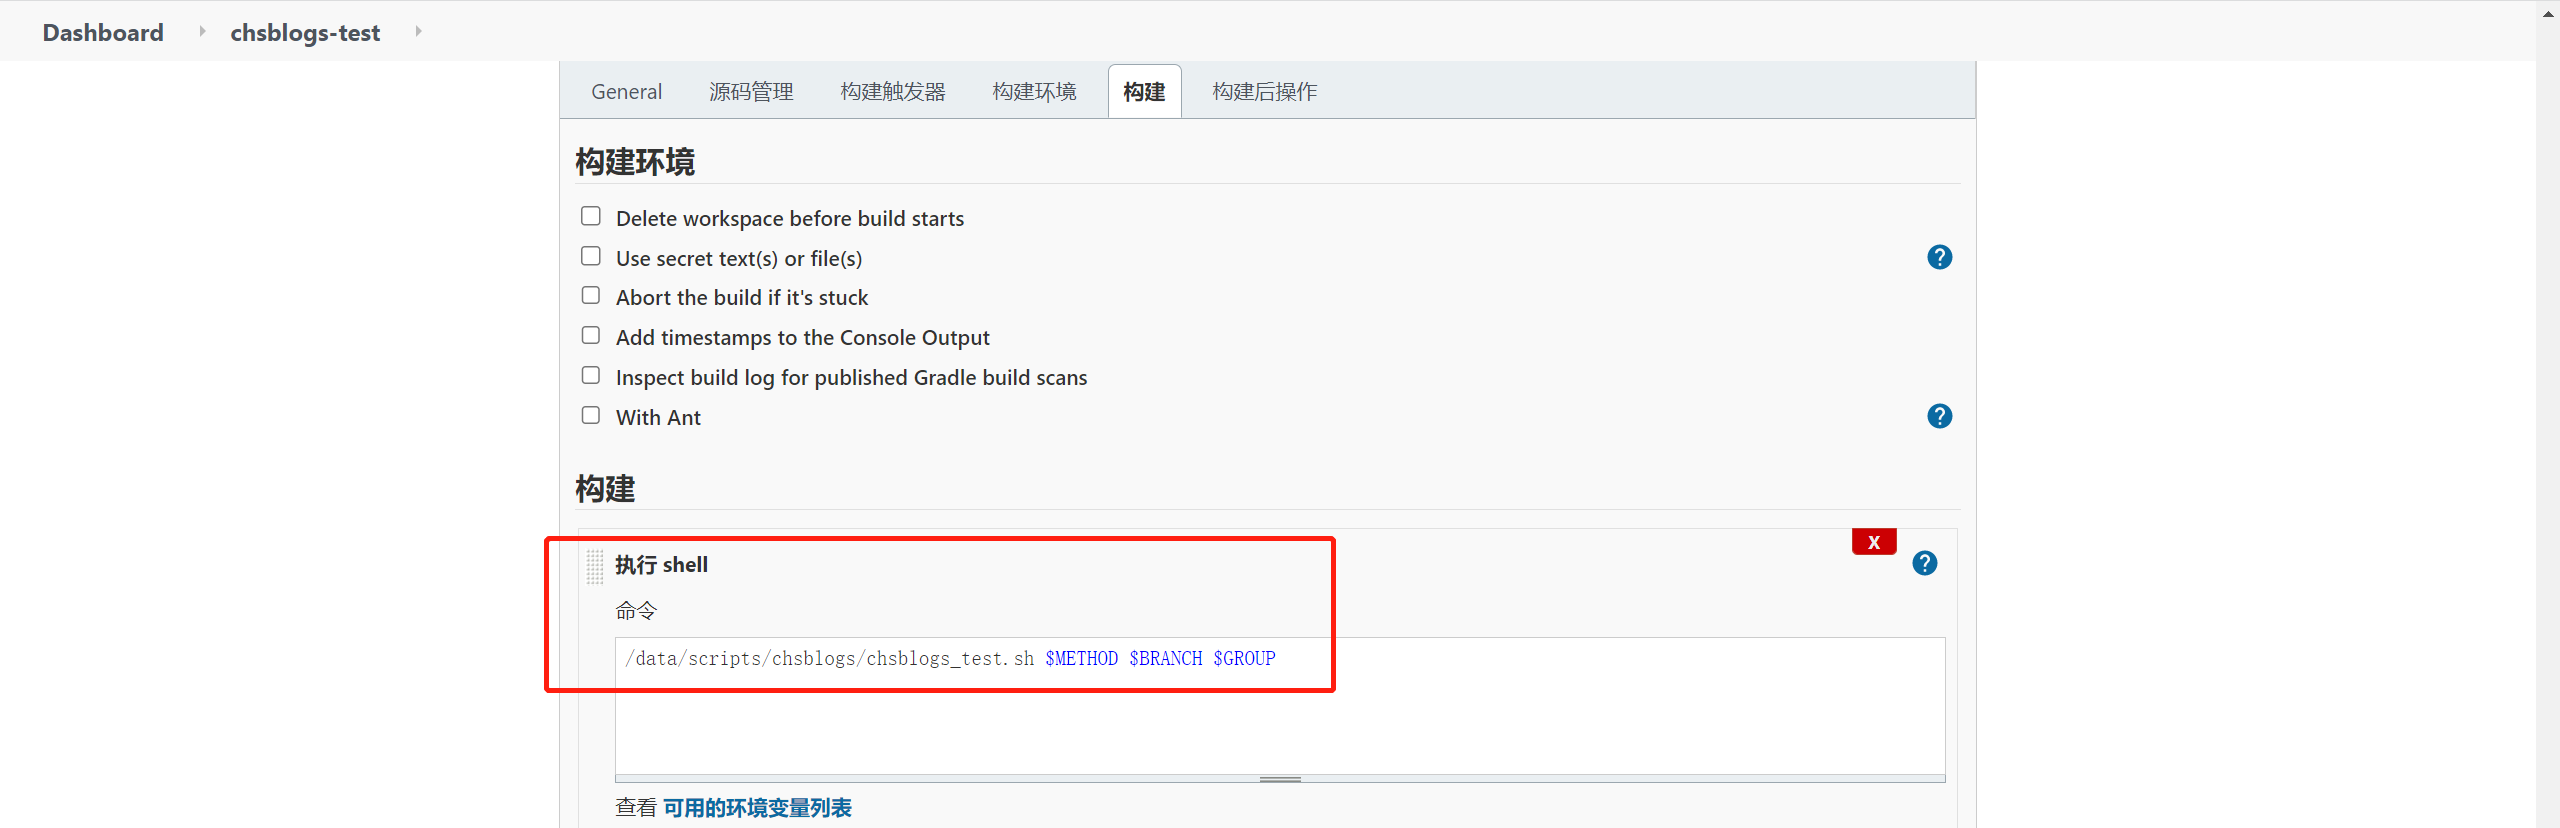 Dashboard chsblogs-test
General 源码管理 构建触发器 构建环境 构建 构建后操作
构建环境
Delete workspace before build starts
Use secret text(s) or file(s)
?
Abort the build if it's stuck
Add timestamps to the Console Output
Inspect build log for published Gradle build scans
With Ant
?
构建
X
执行 shell
?
命令
/data/scripts/chsblogs/chsblogs_test.sh $METHOD $BRANCH $GROUP
查看 可用的环境变量列表